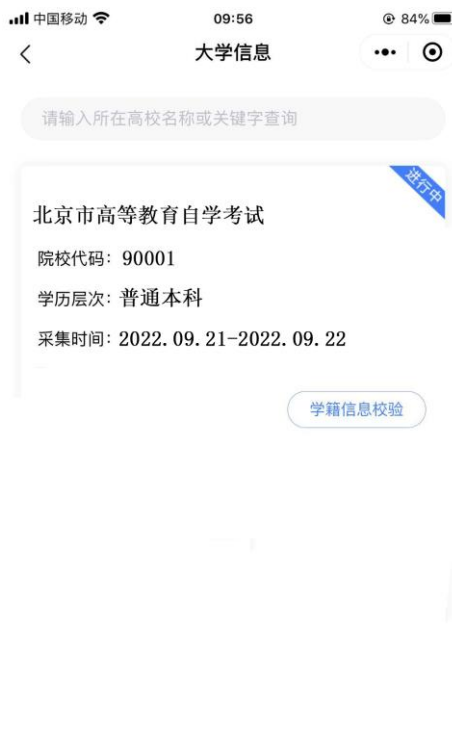 中国移动 09:56 84%
大学信息
请输入所在高校名称或关键字查询
进行中
北京市高等教育自学考试
院校代码: 90001
学历层次: 普通本科
采集时间: 2022.09.21-2022.09.22
学籍信息校验